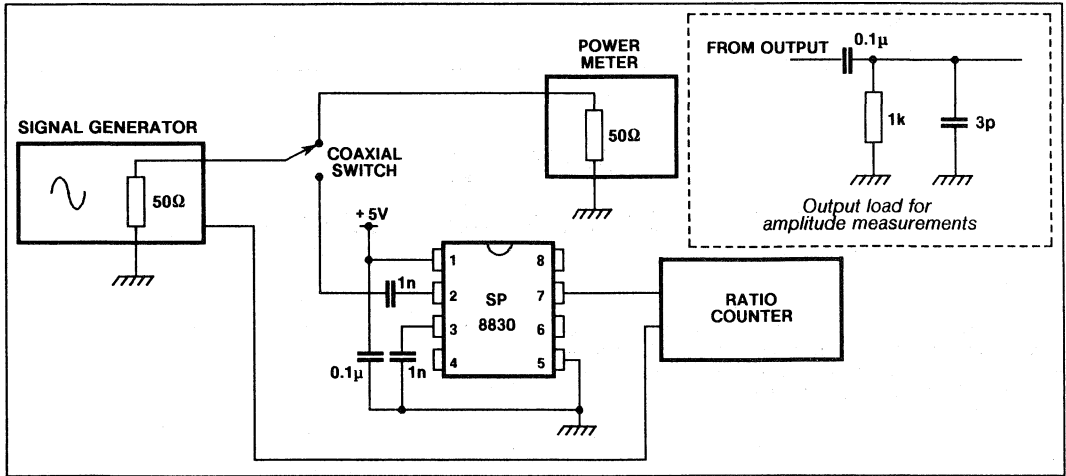 POWER
METER
FROM OUTPUT
0.1μ
1k
3p
Output load for
amplitude measurements
SIGNAL GENERATOR
50Ω
COAXIAL
SWITCH
50Ω
+5V
1n
1
2
3
4
SP
8830
8
7
6
5
0.1μ
1n
RATIO
COUNTER